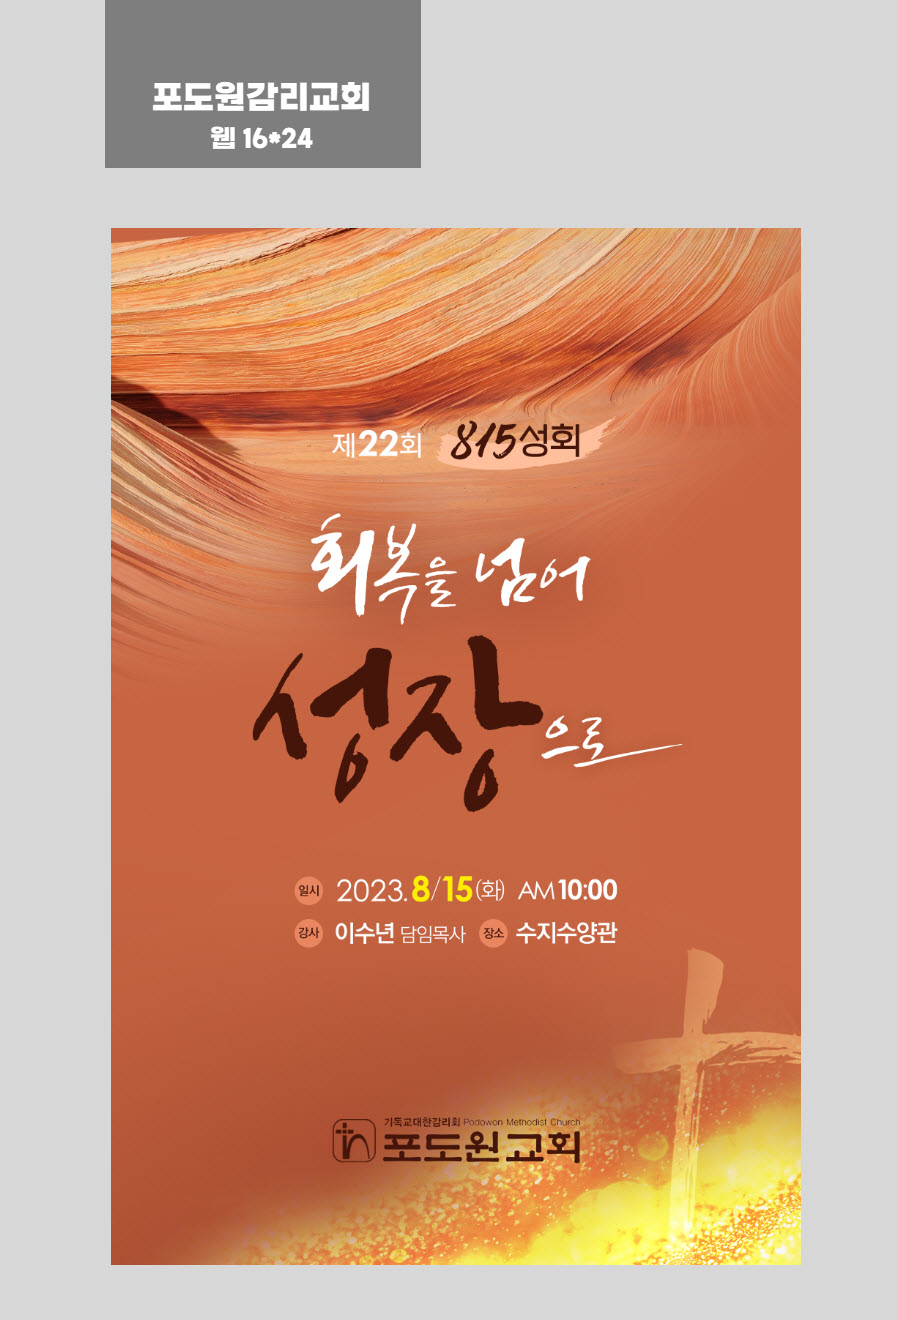 포도원감리교회
웹 16*24
제22회 815성회
회복을 넘어
성장으로
일시 2023. 8/15(화) AM 10:00
강사 이수년 담임목사 장소 수지수양관
기독교대한감리회 Podowon Methodist Church
포도원교회